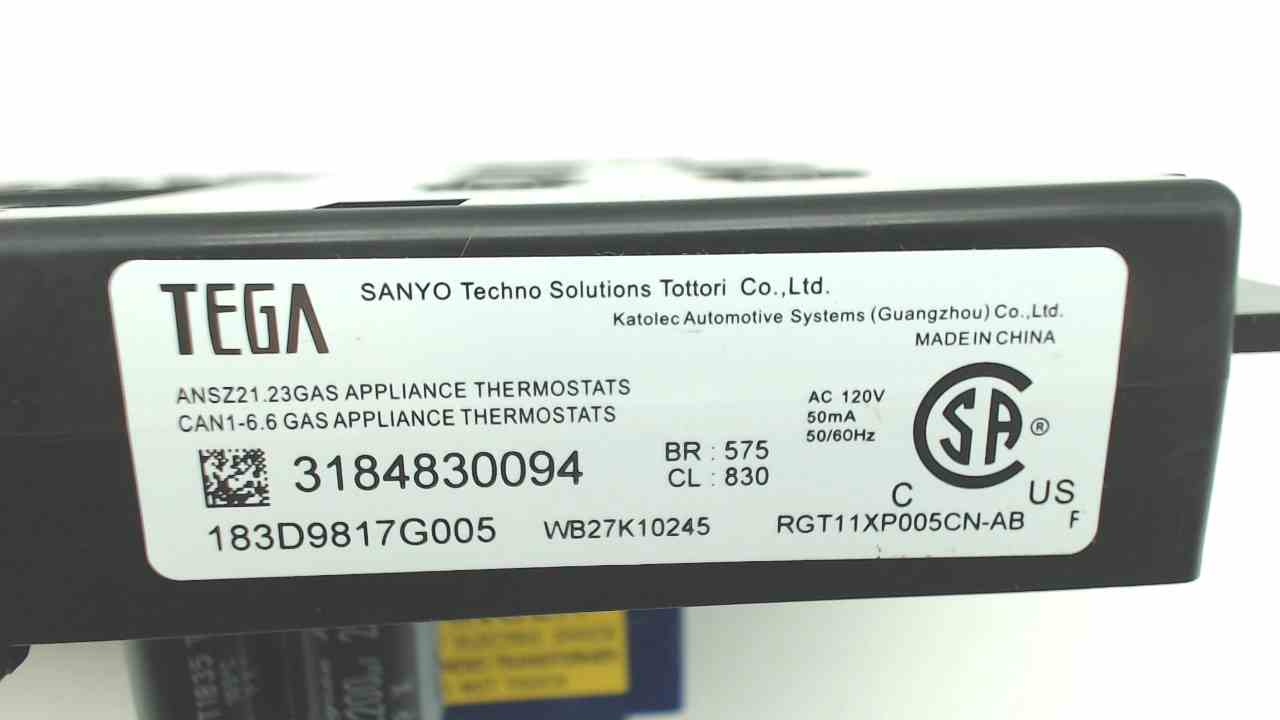 TEGA
SANYO Techno Solutions Tottori Co.,Ltd.
Katolec Automotive Systems (Guangzhou) Co.,Ltd.
MADE IN CHINA
ANSZ21.23GAS APPLIANCE THERMOSTATS
CAN1-6.6 GAS APPLIANCE THERMOSTATS
AC 120V
50mA
50/60Hz
SA ®
C US
3184830094
BR : 575
CL : 830
183D9817G005
WB27K10245
RGT11XP005CN-AB
F
T1835